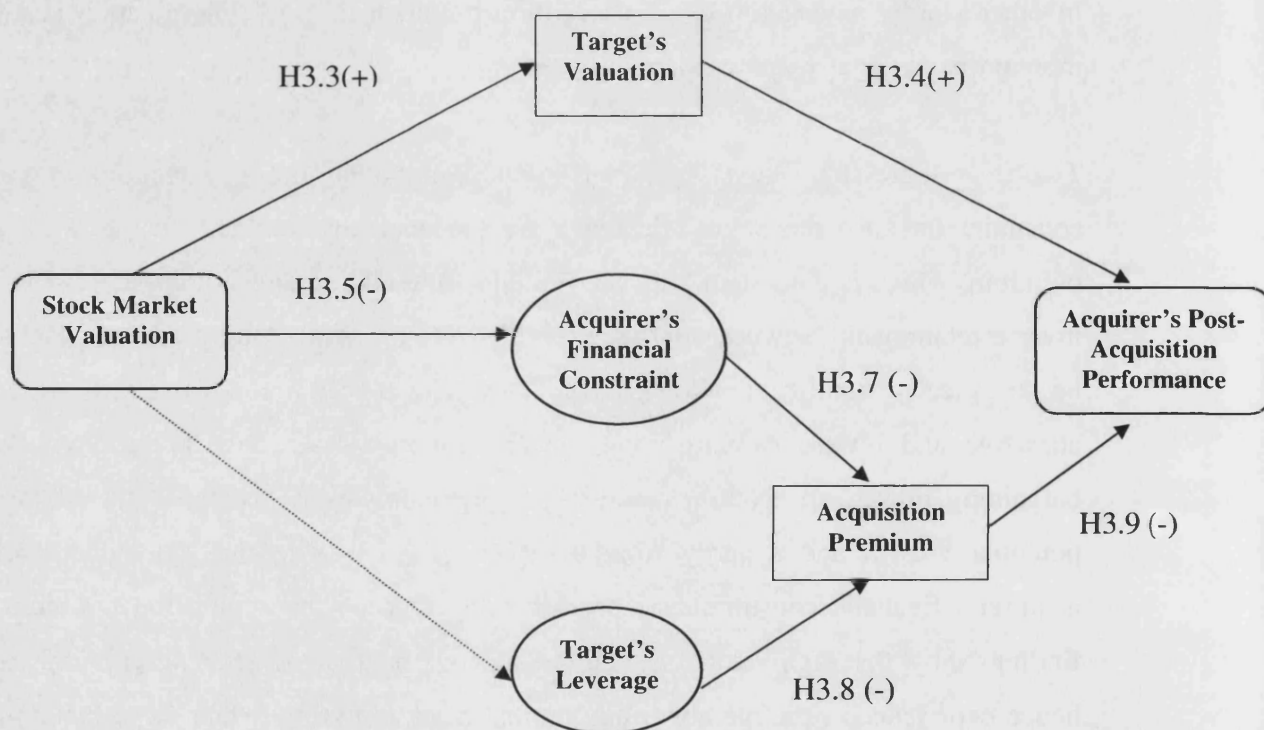 Target's
Valuation
H3.3(+)
H3.4(+)
H3.5(-)
Stock Market
Valuation
Acquirer's
Financial
Constraint
Acquirer's Post-
Acquisition
Performance
H3.7 (-)
Acquisition
Premium
H3.9 (-)
Target's
Leverage
H3.8 (-)